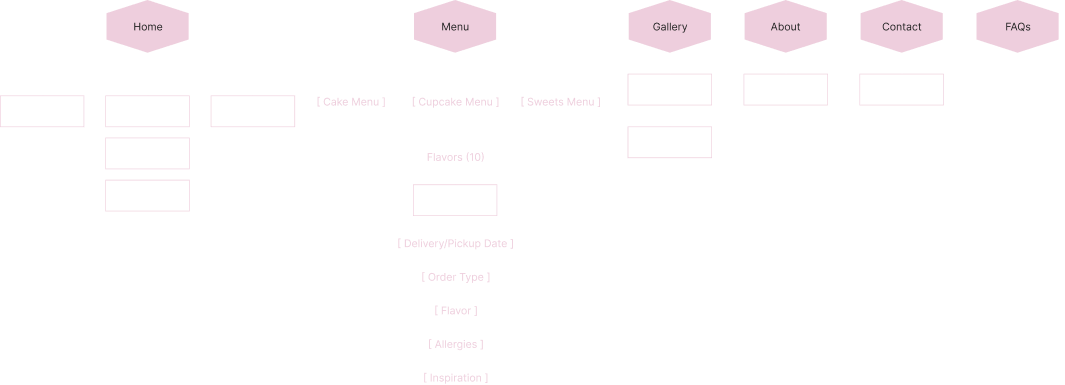 Home
Menu
Gallery
About
Contact
FAQs
[ Cake Menu ]
[ Cupcake Menu ]
[ Sweets Menu ]
Flavors (10)
[ Delivery/Pickup Date ]
[ Order Type ]
[ Flavor ]
[ Allergies ]
[ Inspiration ]